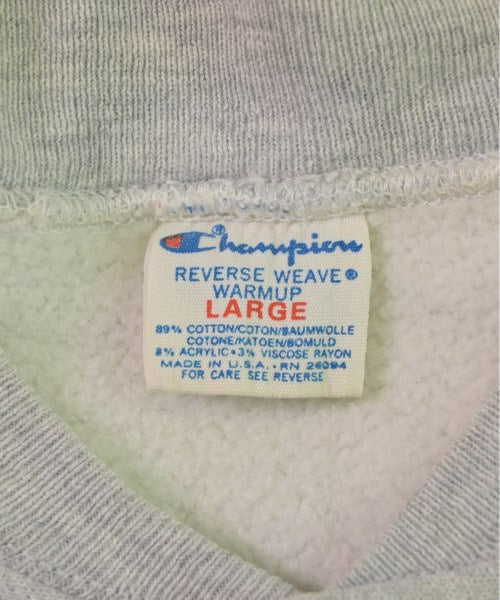 Champion®
REVERSE WEAVE®
WARMUP
LARGE
89% COTTON/COTON/BAUMWOLLE
COTONE/KATOEN/BOMULD
8% ACRYLIC • 3% VISCOSE RAYON
MADE IN U.S.A. • RN 26094
FOR CARE SEE REVERSE